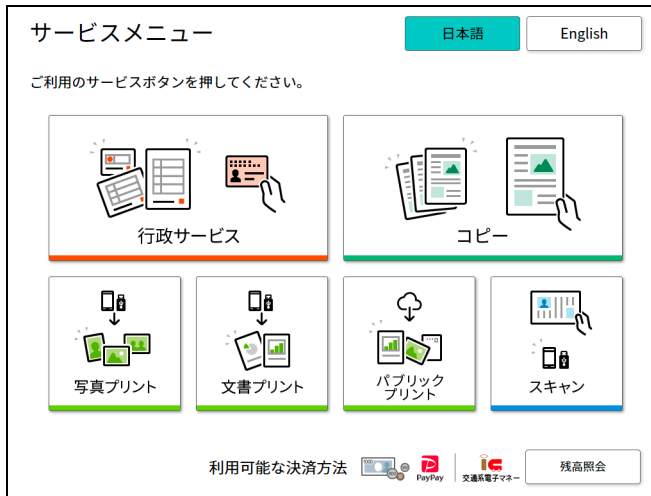 サービスメニュー
日本語
English
ご利用のサービスボタンを押してください。
行政サービス
コピー
写真プリント
文書プリント
パブリック
プリント
スキャン
利用可能な決済方法
1000
PayPay
交通系電子マネー
残高照会